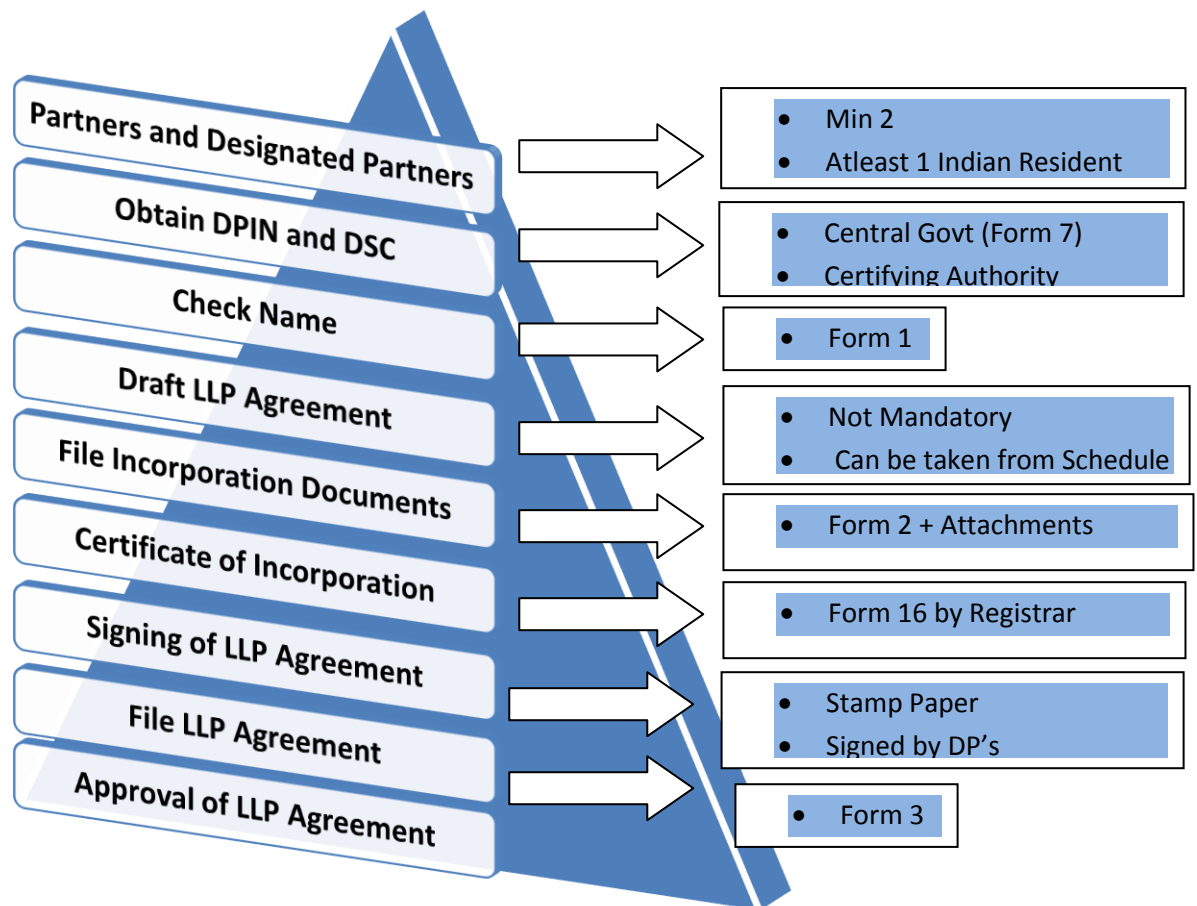 Partners and Designated Partners
Obtain DPIN and DSC
Check Name
Draft LLP Agreement
File Incorporation Documents
Certificate of Incorporation
Signing of LLP Agreement
File LLP Agreement
Approval of LLP Agreement
• Min 2
• Atleast 1 Indian Resident
• Central Govt (Form 7)
• Certifying Authority
• Form 1
• Not Mandatory
• Can be taken from Schedule
• Form 2 + Attachments
• Form 16 by Registrar
• Stamp Paper
• Signed by DP’s
• Form 3